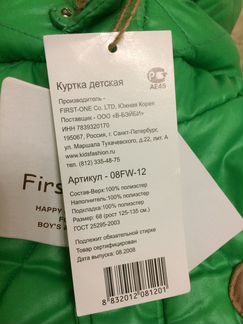 Куртка детская
АЕ45
Производитель -
FIRST-ONE Co. LTD, Южная Корея
Поставщик - ООО «В-БЭЙБИ»
ИНН 7839320170
195067, Россия, г. Санкт-Петербург,
ул. Маршала Тухачевского, д.22, лит. А
www.kidsfashion.ru
тел. (812) 335-48-75
Артикул - 08FW-12
Состав-Верх:100% полиэстер
Наполнитель:100% полиэстер
Подкладка:100% полиэстер
Размер: 68 (рост 125-135 см.)
ГОСТ 25295-2003
Подлежит обязательной стирке
Товар сертифицирован
Дата выпуска: 08.2008
8 832012 081201
Firs
HAPPY
FO
BOY'S A